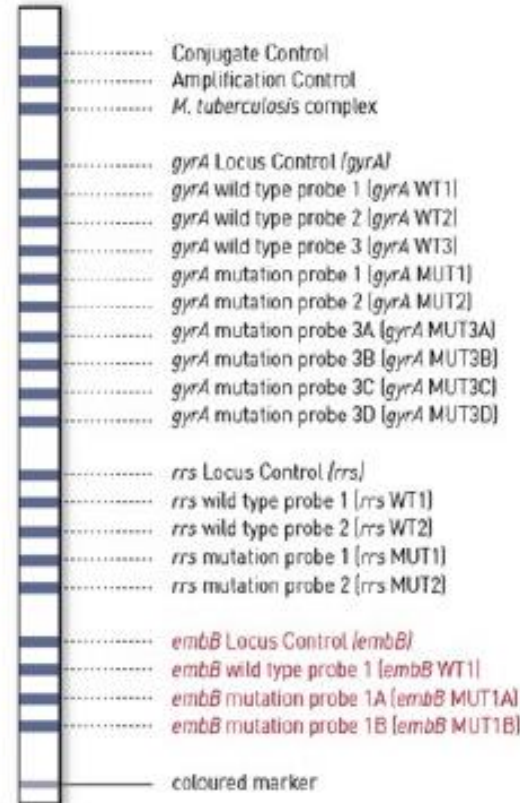 Conjugate Control
Amplification Control
M. tuberculosis complex
gyrA Locus Control (gyrA)
gyrA wild type probe 1 (gyrA WT1)
gyrA wild type probe 2 (gyrA WT2)
gyrA wild type probe 3 (gyrA WT3)
gyrA mutation probe 1 (gyrA MUT1)
gyrA mutation probe 2 (gyrA MUT2)
gyrA mutation probe 3A (gyrA MUT3A)
gyrA mutation probe 3B (gyrA MUT3B)
gyrA mutation probe 3C (gyrA MUT3C)
gyrA mutation probe 3D (gyrA MUT3D)
rrs Locus Control (rrs)
rrs wild type probe 1 (rrs WT1)
rrs wild type probe 2 (rrs WT2)
rrs mutation probe 1 (rrs MUT1)
rrs mutation probe 2 (rrs MUT2)
embB Locus Control (embB)
embB wild type probe 1 (embB WT1)
embB mutation probe 1A (embB MUT1A)
embB mutation probe 1B (embB MUT1B)
coloured marker